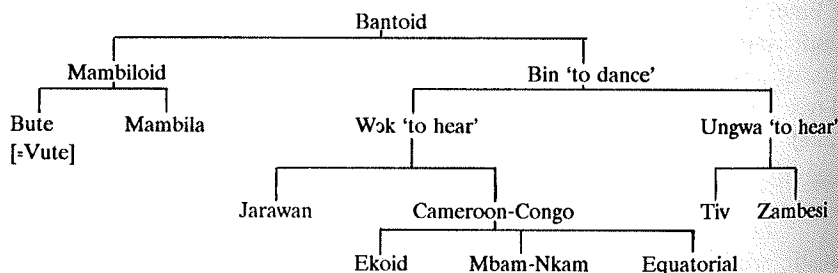 Bantoid
Mambiloid Bin ‘to dance’
Bute Mambila Wɔk ‘to hear’ Ungwa ‘to hear’
[=Vute]
Jarawan Cameroon-Congo Tiv Zambesi
Ekoid Mbam-Nkam Equatorial